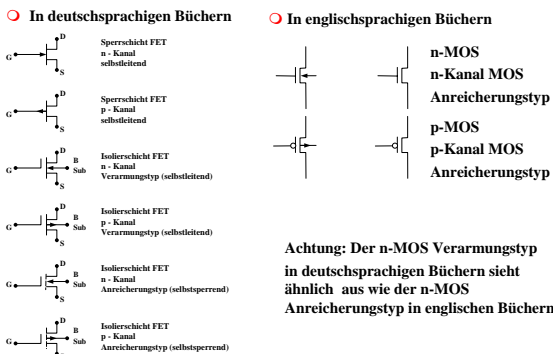 In deutschsprachigen Büchern
D
G
S
Sperrschicht FET
n - Kanal
selbstleitend
D
G
S
Sperrschicht FET
p - Kanal
selbstleitend
D
G
B
Sub
S
Isolierschicht FET
n - Kanal
Verarmungstyp (selbstleitend)
D
G
B
Sub
S
Isolierschicht FET
p - Kanal
Verarmungstyp (selbstleitend)
D
G
B
Sub
S
Isolierschicht FET
n - Kanal
Anreicherungstyp (selbstsperrend)
D
G
B
Sub
S
Isolierschicht FET
p - Kanal
Anreicherungstyp (selbstsperrend)
In englischsprachigen Büchern
n-MOS
n-Kanal MOS
Anreicherungstyp
p-MOS
p-Kanal MOS
Anreicherungstyp
Achtung: Der n-MOS Verarmungstyp
in deutschsprachigen Büchern sieht
ähnlich aus wie der n-MOS
Anreicherungstyp in englischen Büchern